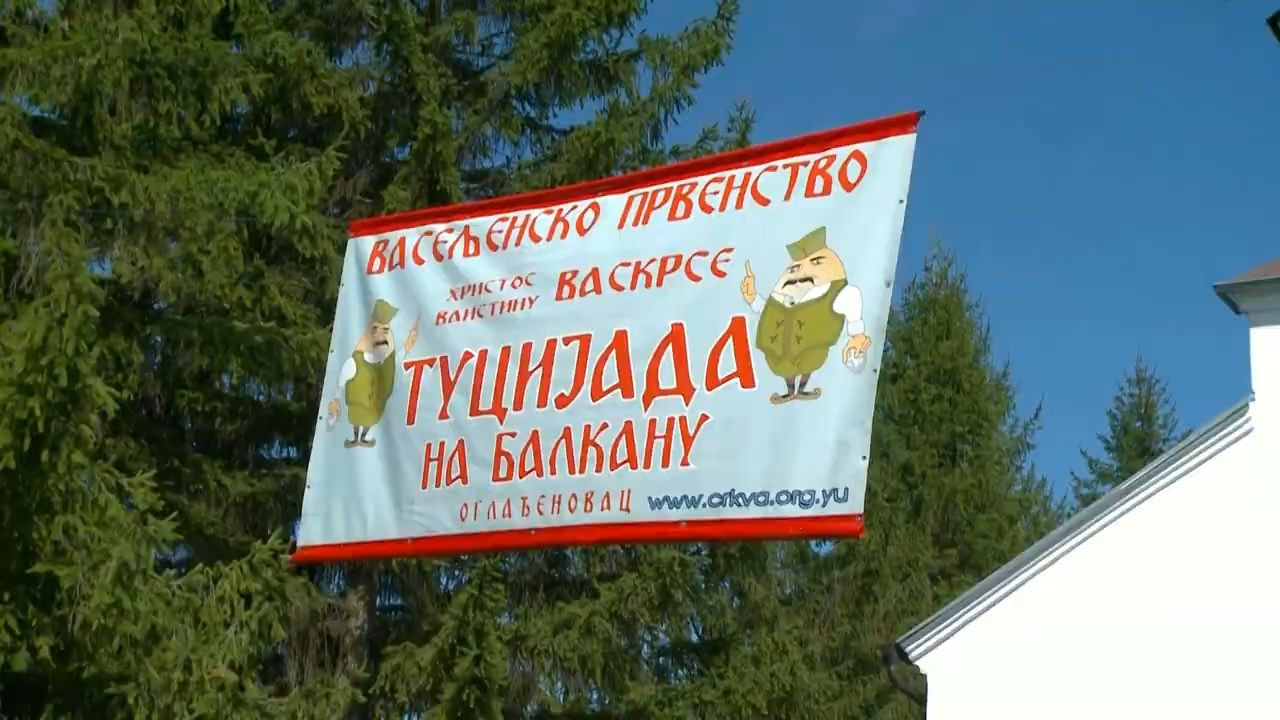 ВАСЕЉЕНСКО ПРВЕНСТВО
ХРИСТОС
ВАИСТИНУ ВАСКРСЕ
ТУЦИЈАДА
НА БАЛКАНУ
ОГЛАЂЕНОВАЦ www.crkva.org.yu